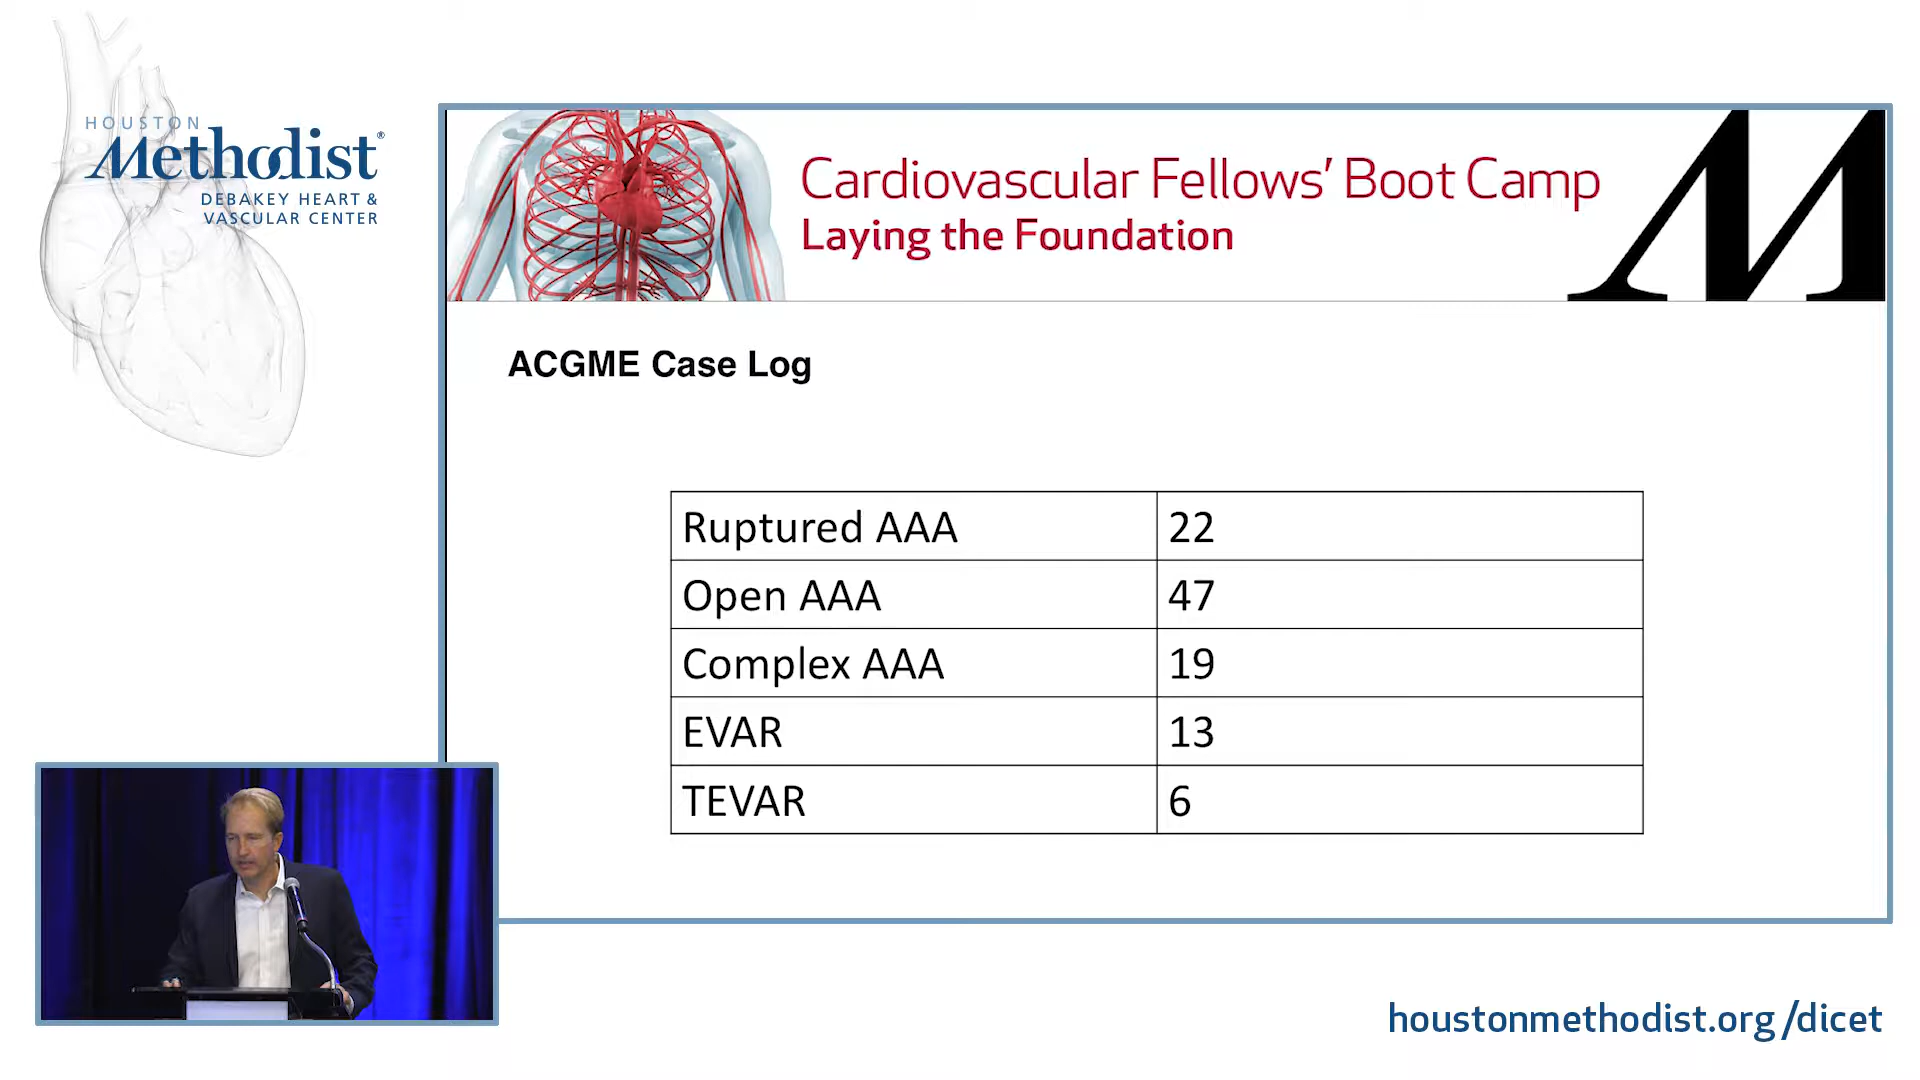 HOUSTON
Methodist®
DEBAKEY HEART &
VASCULAR CENTER
Cardiovascular Fellows’ Boot Camp
Laying the Foundation
M
ACGME Case Log
Ruptured AAA 22
Open AAA 47
Complex AAA 19
EVAR 13
TEVAR 6
houstonmethodist.org/dicet